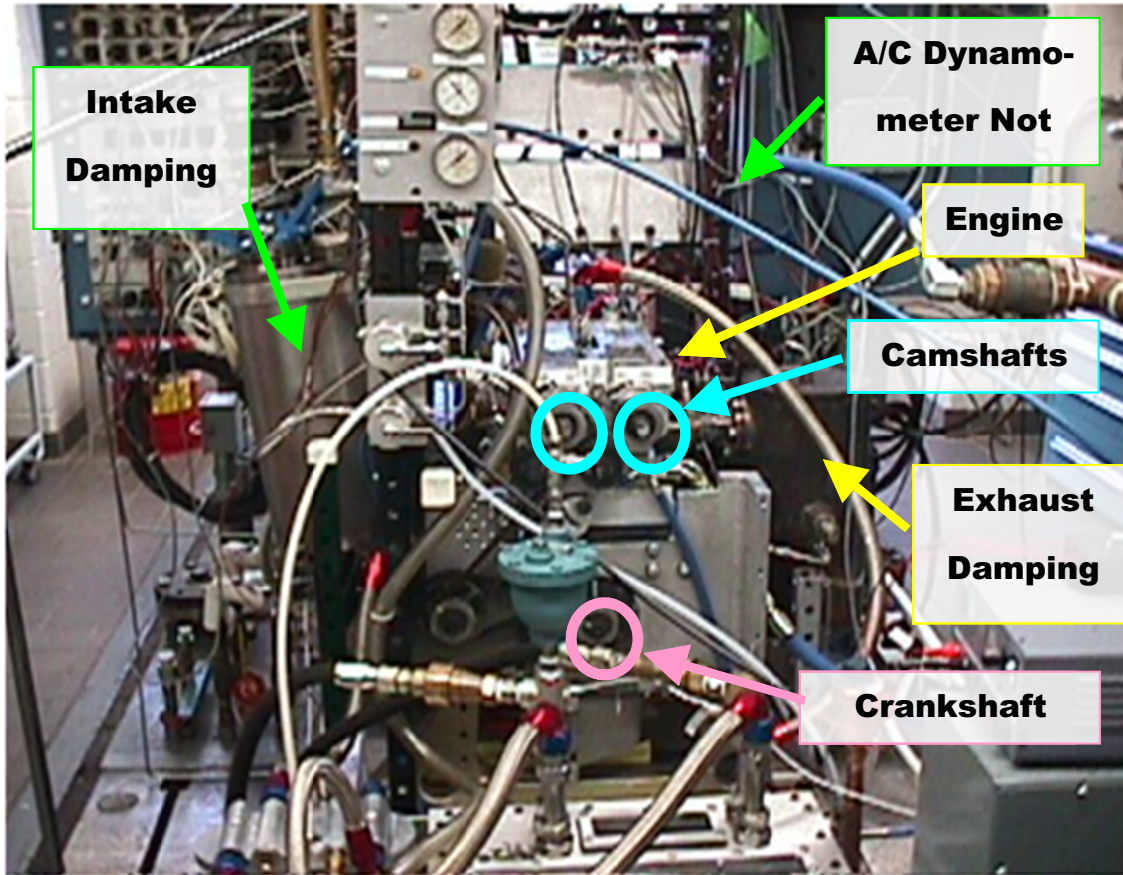 Intake
Damping
A/C Dynamo-
meter Not
Engine
Camshafts
Exhaust
Damping
Crankshaft